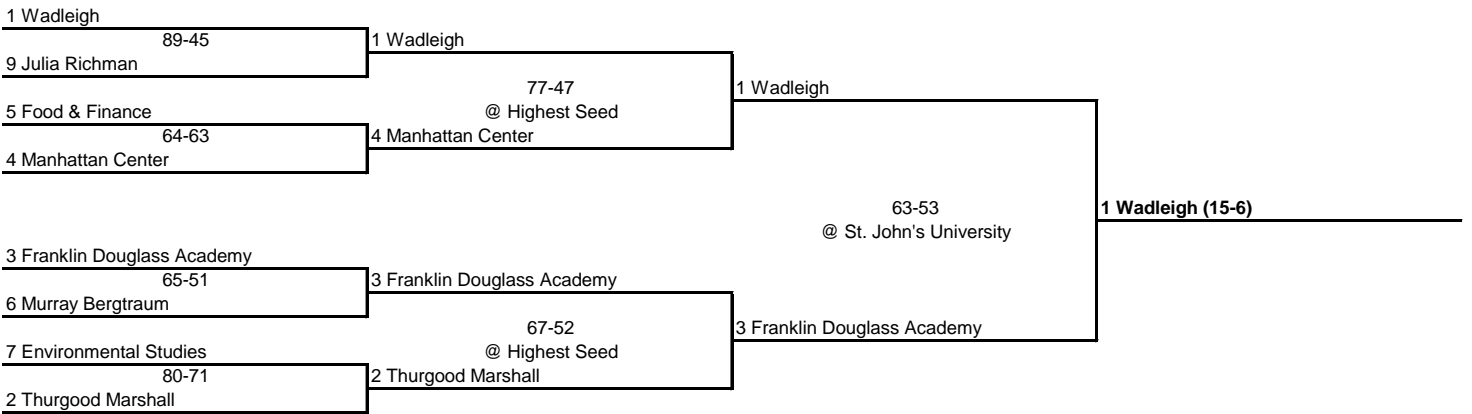 1 Wadleigh
89-45
9 Julia Richman
1 Wadleigh
5 Food & Finance
64-63
4 Manhattan Center
4 Manhattan Center
77-47
@ Highest Seed
1 Wadleigh
3 Franklin Douglass Academy
65-51
6 Murray Bergtraum
3 Franklin Douglass Academy
7 Environmental Studies
80-71
2 Thurgood Marshall
2 Thurgood Marshall
67-52
@ Highest Seed
3 Franklin Douglass Academy
63-53
@ St. John's University
1 Wadleigh (15-6)